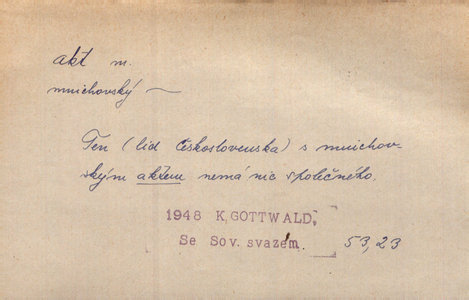 akt m.
mnichovský ~
Ten (lid Československa) s mnichov-
ským aktem nemá nic společného.
1948 K. GOTTWALD,
Se Sov. svazem 53, 23